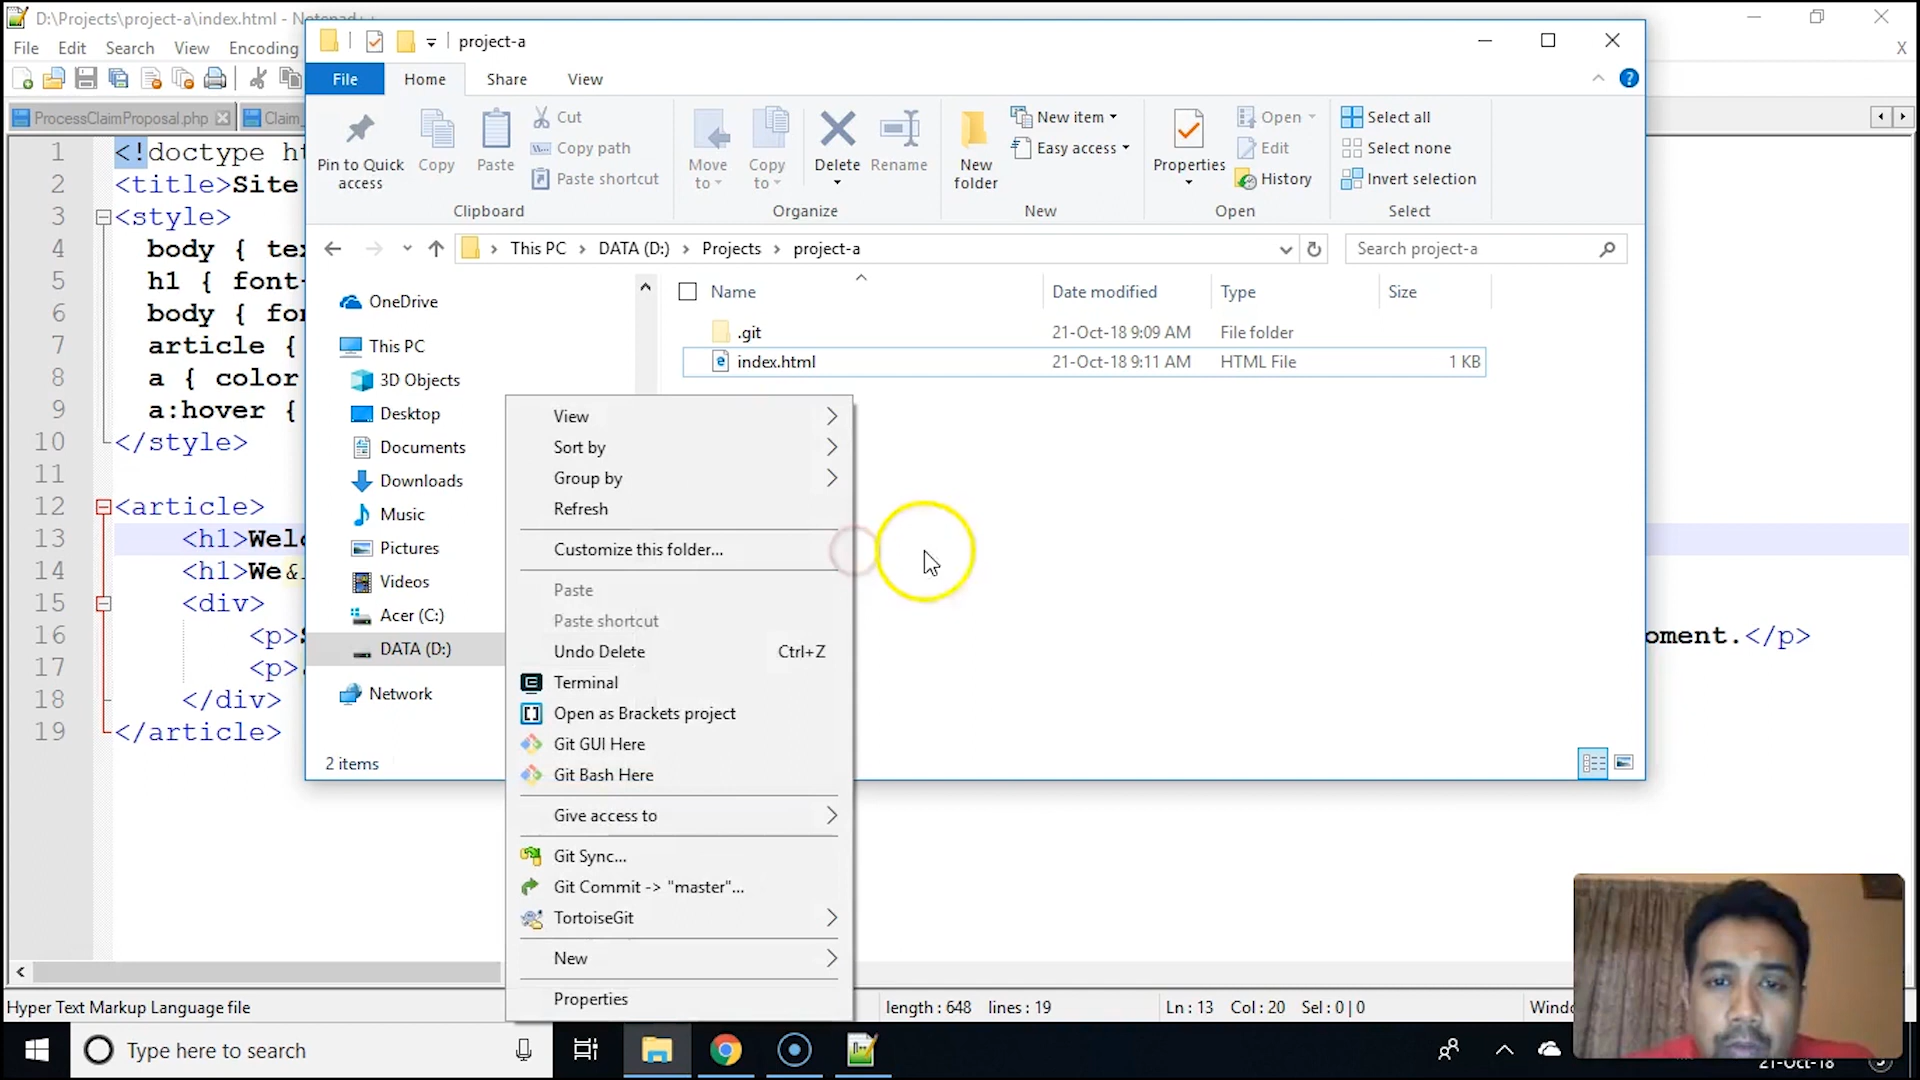 D:\Projects\project-a\index.html - Notepad++
File Edit Search View Encoding
X
project-a
File Home Share View
Pin to Quick access
Copy
Paste
Cut
Copy path
Paste shortcut
Clipboard
Move to
Copy to
Delete
Rename
Organize
New folder
New item
Easy access
New
Properties
Open
Edit
History
Open
Select all
Select none
Invert selection
Select
This PC DATA (D:) Projects project-a
Search project-a
ProcessClaimProposal.php Claim_
1 <!doctype ht
2 <title>Site
3 <style>
4 body { te
5 h1 { font-
6 body { fo
7 article {
8 a { color
9 a:hover {
10 </style>
11
12 <article>
13 <h1>Wel
14 <h1>We&
15 <div>
16 <p> oment.</p>
17 <p>
18 </div>
19 </article>
OneDrive
This PC
3D Objects
Desktop
Documents
Downloads
Music
Pictures
Videos
Acer (C:)
DATA (D:)
Network
2 items
Name Date modified Type Size
.git 21-Oct-18 9:09 AM File folder
index.html 21-Oct-18 9:11 AM HTML File 1 KB
View
Sort by
Group by
Refresh
Customize this folder...
Paste
Paste shortcut
Undo Delete Ctrl+Z
Terminal
Open as Brackets project
Git GUI Here
Git Bash Here
Give access to
Git Sync...
Git Commit -> "master"...
TortoiseGit
New
Properties
Hyper Text Markup Language file length : 648 lines : 19 Ln : 13 Col : 20 Sel : 0 | 0 Windo
Type here to search
21-Oct-18